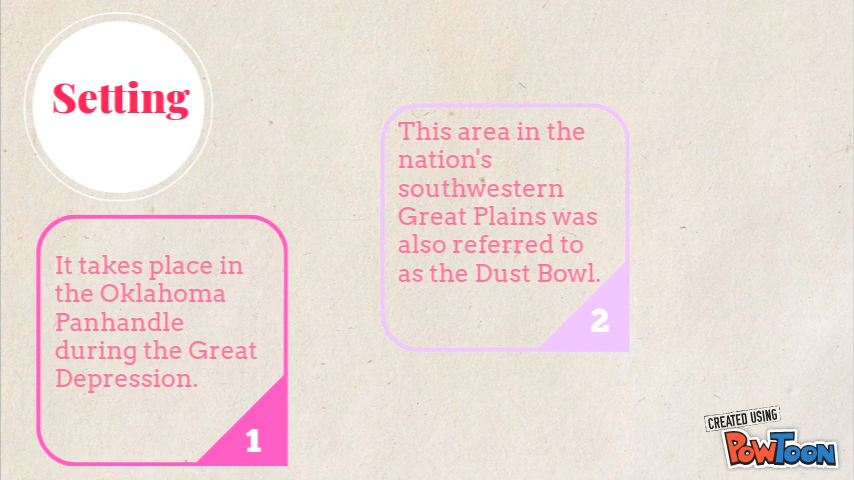 Setting
It takes place in
the Oklahoma
Panhandle
during the Great
Depression.
1
This area in the
nation's
southwestern
Great Plains was
also referred to
as the Dust Bowl.
2
CREATED USING
POWTOON